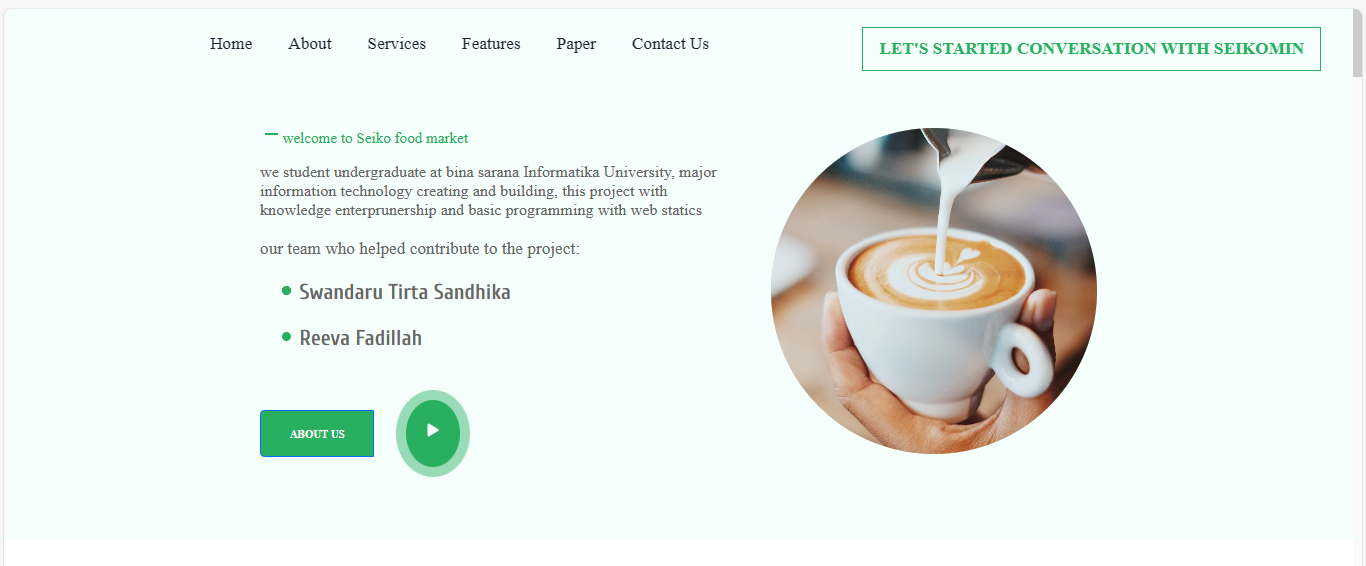 Home About Services Features Paper Contact Us
LET'S STARTED CONVERSATION WITH SEIKOMIN
welcome to Seiko food market
we student undergraduate at bina sarana Informatika University, major
information technology creating and building, this project with
knowledge enterprunership and basic programming with web statics
our team who helped contribute to the project:
Swandaru Tirta Sandhika
Reeva Fadillah
ABOUT US